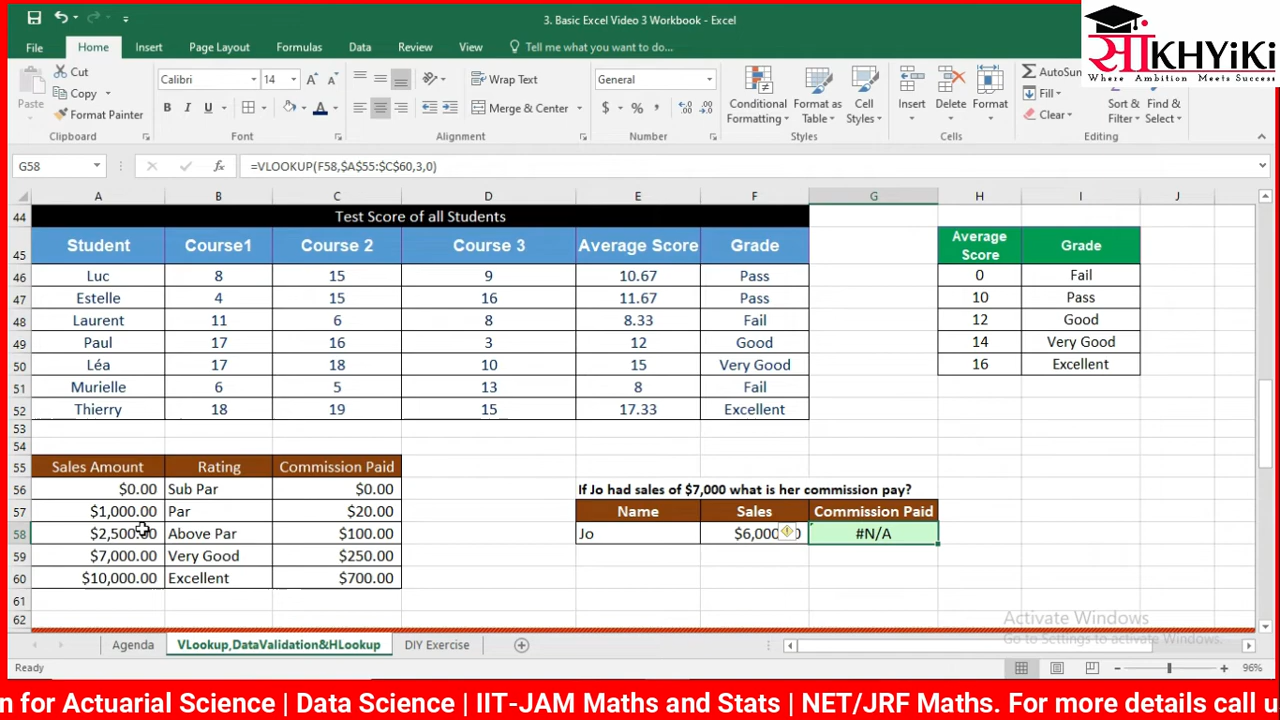 3. Basic Excel Video 3 Workbook - Excel
साKHYiKi
Where Ambition Meets Success
File Home Insert Page Layout Formulas Data Review View Tell me what you want to do...
Paste
Cut
Copy
Format Painter
Clipboard
Calibri 14
B I U
Font
Wrap Text
Merge & Center
Alignment
General
$ % ,
Number
Conditional Formatting
Format as Table
Cell Styles
Styles
Insert Delete Format
Cells
AutoSum
Fill
Clear
Sort & Filter
Find & Select
Editing
G58 fx =VLOOKUP(F58,$A$55:$C$60,3,0)
A B C D E F G H I J
44 Test Score of all Students
45 Student Course1 Course 2 Course 3 Average Score Grade Average Score Grade
46 Luc 8 15 9 10.67 Pass 0 Fail
47 Estelle 4 15 16 11.67 Pass 10 Pass
48 Laurent 11 6 8 8.33 Fail 12 Good
49 Paul 17 16 3 12 Good 14 Very Good
50 Léa 17 18 10 15 Very Good 16 Excellent
51 Murielle 6 5 13 8 Fail
52 Thierry 18 19 15 17.33 Excellent
53
54
55 Sales Amount Rating Commission Paid
56 $0.00 Sub Par $0.00 If Jo had sales of $7,000 what is her commission pay?
57 $1,000.00 Par $20.00 Name Sales Commission Paid
58 $2,500.00 Above Par $100.00 Jo $6,000 0 #N/A
59 $7,000.00 Very Good $250.00
60 $10,000.00 Excellent $700.00
61
62
Activate Windows
Go to Settings to activate Windows.
Agenda VLookup,DataValidation&HLookup DIY Exercise
Ready 96%
n for Actuarial Science | Data Science | IIT-JAM Maths and Stats | NET/JRF Maths. For more details call u